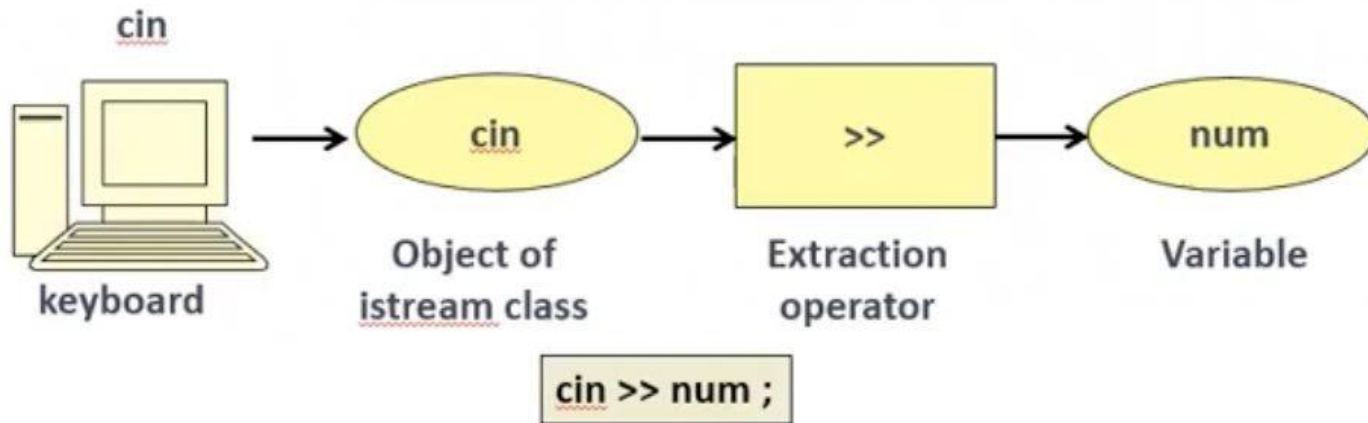 cin
cin
>>
num
keyboard
Object of
istream class
Extraction
operator
Variable
cin >> num ;